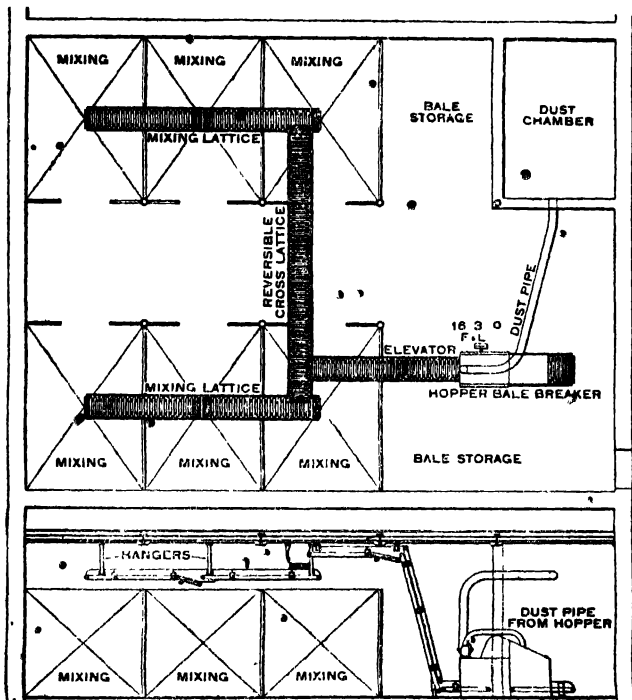 MIXING
MIXING
MIXING
BALE
STORAGE
DUST
CHAMBER
MIXING LATTICE
REVERSIBLE
CROSS LATTICE
DUST PIPE
16 3 0
F. L
ELEVATOR
HOPPER BALE BREAKER
MIXING LATTICE
MIXING
MIXING
MIXING
BALE STORAGE
HANGERS
DUST PIPE
FROM HOPPER
MIXING
MIXING
MIXING